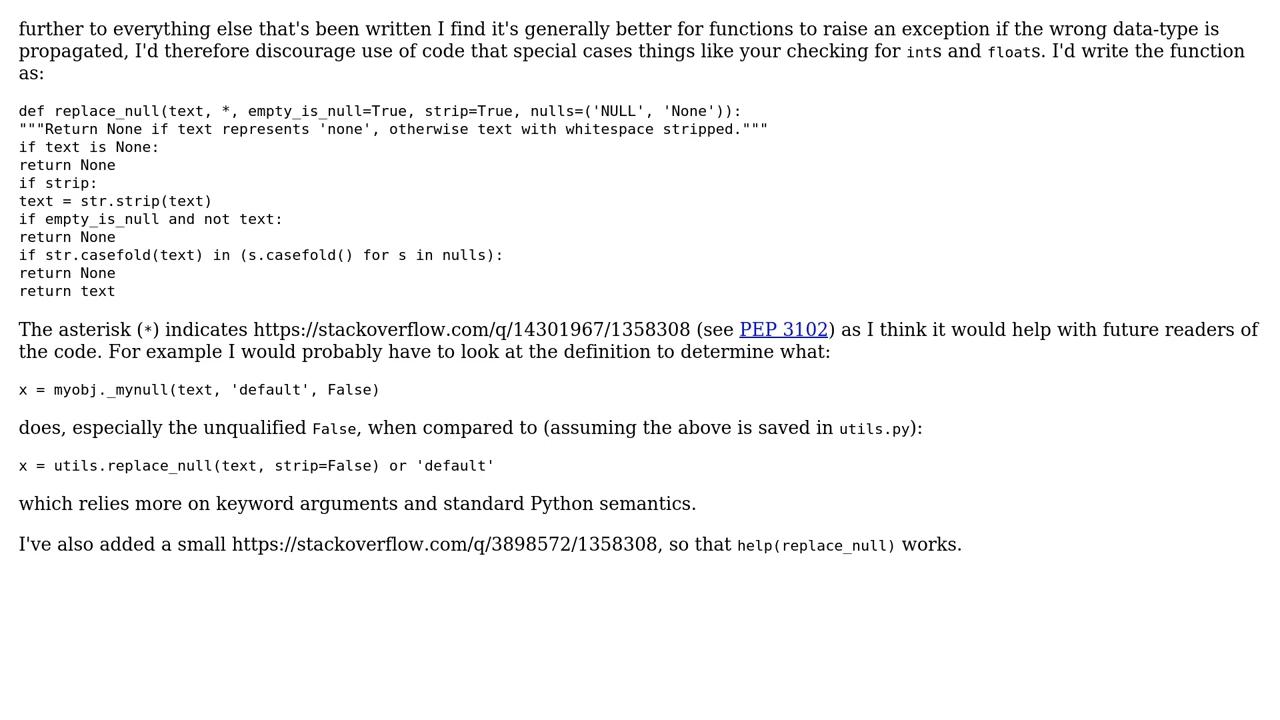 further to everything else that's been written I find it's generally better for functions to raise an exception if the wrong data-type is
propagated, I'd therefore discourage use of code that special cases things like your checking for ints and floats. I'd write the function
as:
def replace_null(text, *, empty_is_null=True, strip=True, nulls=('NULL', 'None')):
"""Return None if text represents 'none', otherwise text with whitespace stripped."""
if text is None:
return None
if strip:
text = str.strip(text)
if empty_is_null and not text:
return None
if str.casefold(text) in (s.casefold() for s in nulls):
return None
return text
The asterisk (*) indicates https://stackoverflow.com/q/14301967/1358308 (see PEP 3102) as I think it would help with future readers of
the code. For example I would probably have to look at the definition to determine what:
x = myobj._mynull(text, 'default', False)
does, especially the unqualified False, when compared to (assuming the above is saved in utils.py):
x = utils.replace_null(text, strip=False) or 'default'
which relies more on keyword arguments and standard Python semantics.
I've also added a small https://stackoverflow.com/q/3898572/1358308, so that help(replace_null) works.